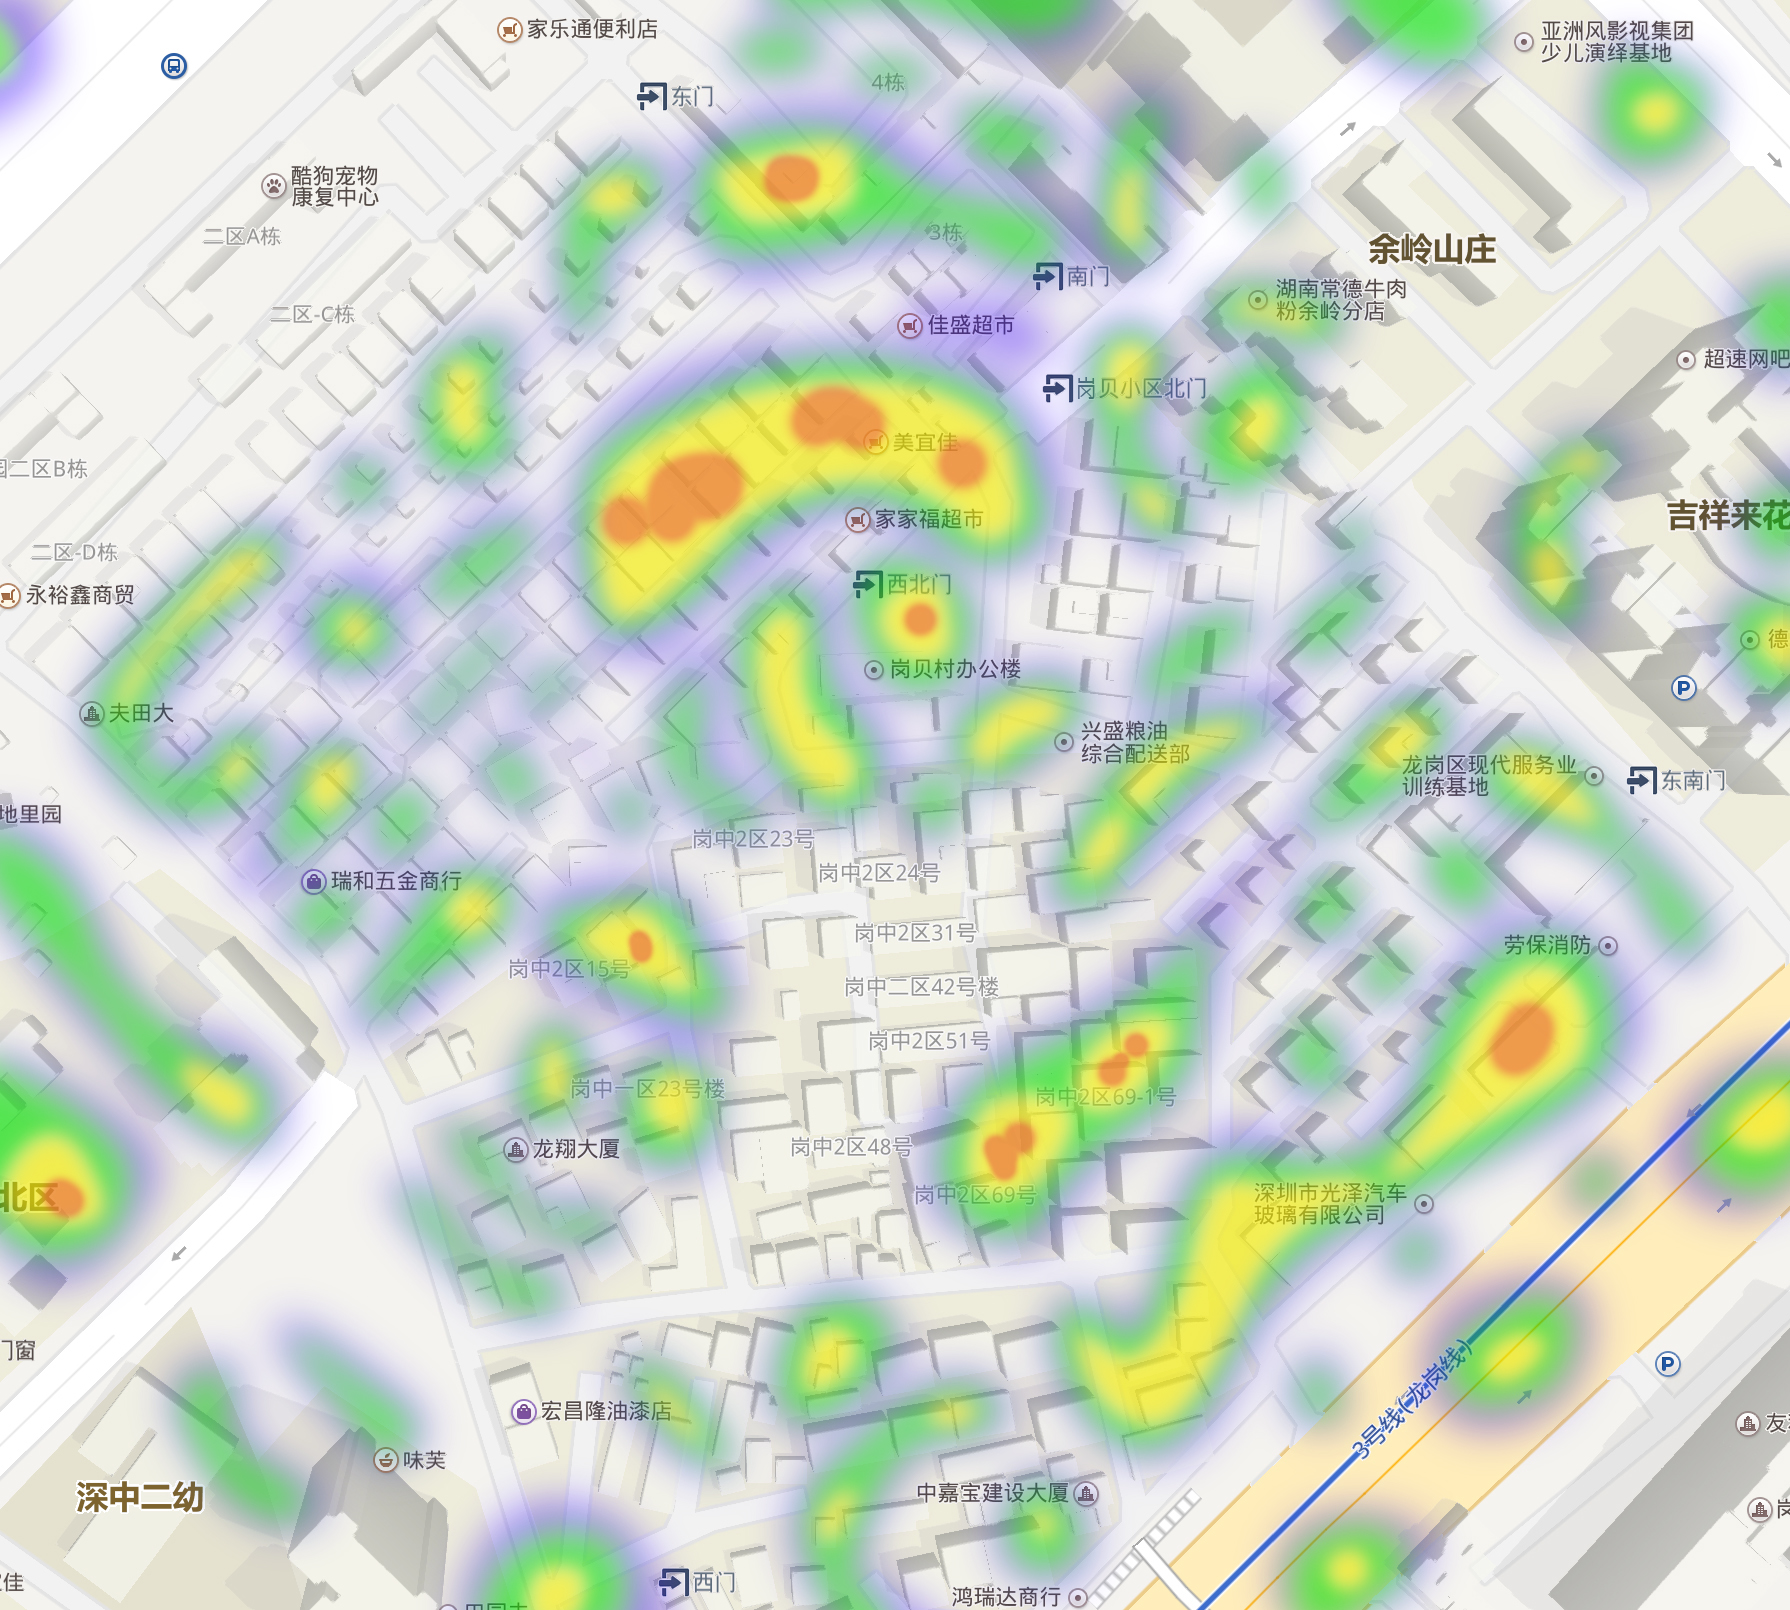 家乐通便利店
亚洲风影视集团
少儿演绎基地
4栋
东门
酷狗宠物
康复中心
二区A栋
3栋
余岭山庄
南门
湖南常德牛肉
粉余岭分店
二区-C栋
佳盛超市
超速网吧
岗贝小区北门
美宜佳
二区B栋
家家福超市
吉祥来花
二区-D栋
西北门
永裕鑫商贸
德
岗贝村办公楼
P
夫田大
兴盛粮油
综合配送部
龙岗区现代服务业
训练基地
东南门
地里园
岗中2区23号
岗中2区24号
瑞和五金商行
岗中2区31号
劳保消防
岗中2区15号
岗中二区42号楼
岗中2区51号
岗中一区23号楼
岗中2区69-1号
岗中2区48号
龙翔大厦
北区
岗中2区69号
深圳市光泽汽车
玻璃有限公司
门窗
P
3号线(龙岗线)
宏昌隆油漆店
友
味芙
深中二幼
中嘉宝建设大厦
岗
佳
西门
鸿瑞达商行